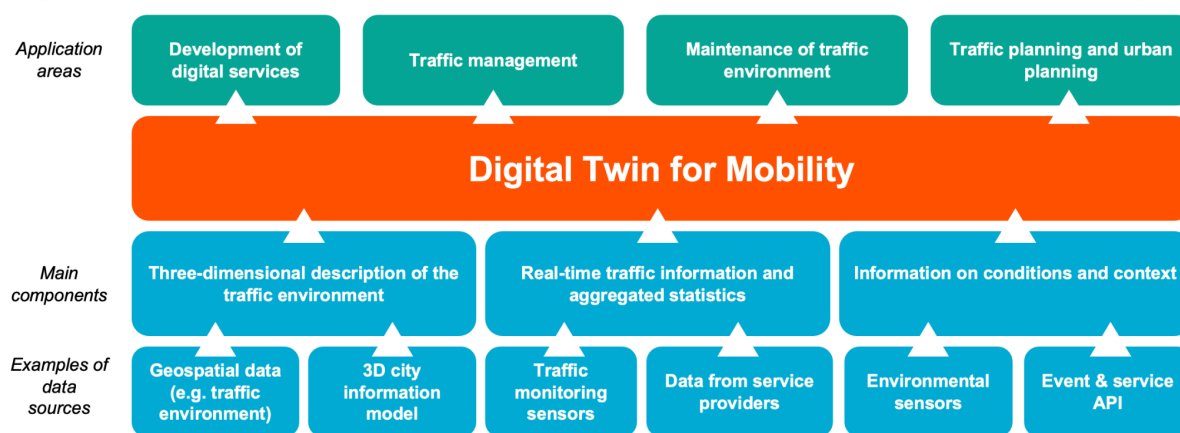 Application
areas
Development of
digital services
Traffic management
Maintenance of traffic
environment
Traffic planning and urban
planning
Digital Twin for Mobility
Main
components
Three-dimensional description of the
traffic environment
Real-time traffic information and
aggregated statistics
Information on conditions and context
Examples of
data
sources
Geospatial data
(e.g. traffic
environment)
3D city
information
model
Traffic
monitoring
sensors
Data from service
providers
Environmental
sensors
Event & service
API